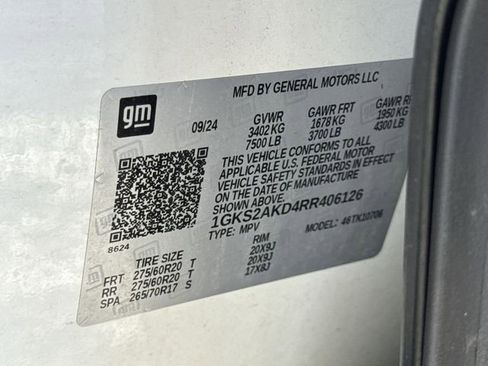 gm
MFD BY GENERAL MOTORS LLC
09/24
GVWR
3402 KG
7500 LB
GAWR FRT
1678 KG
3700 LB
GAWR
1950 KG
4300 LB
THIS VEHICLE CONFORMS TO ALL
APPLICABLE U.S. FEDERAL MOTOR
VEHICLE SAFETY STANDARDS IN EFFECT
ON THE DATE OF MANUFACTURE
SHOWN ABOVE.
1GKS2AKD4RR406126
TYPE: MPV MODEL: 46TK10706
8624
TIRE SIZE RIM
FRT 275/60R20 T 20X9J
RR 275/60R20 T 20X9J
SPA 265/70R17 S 17X8J